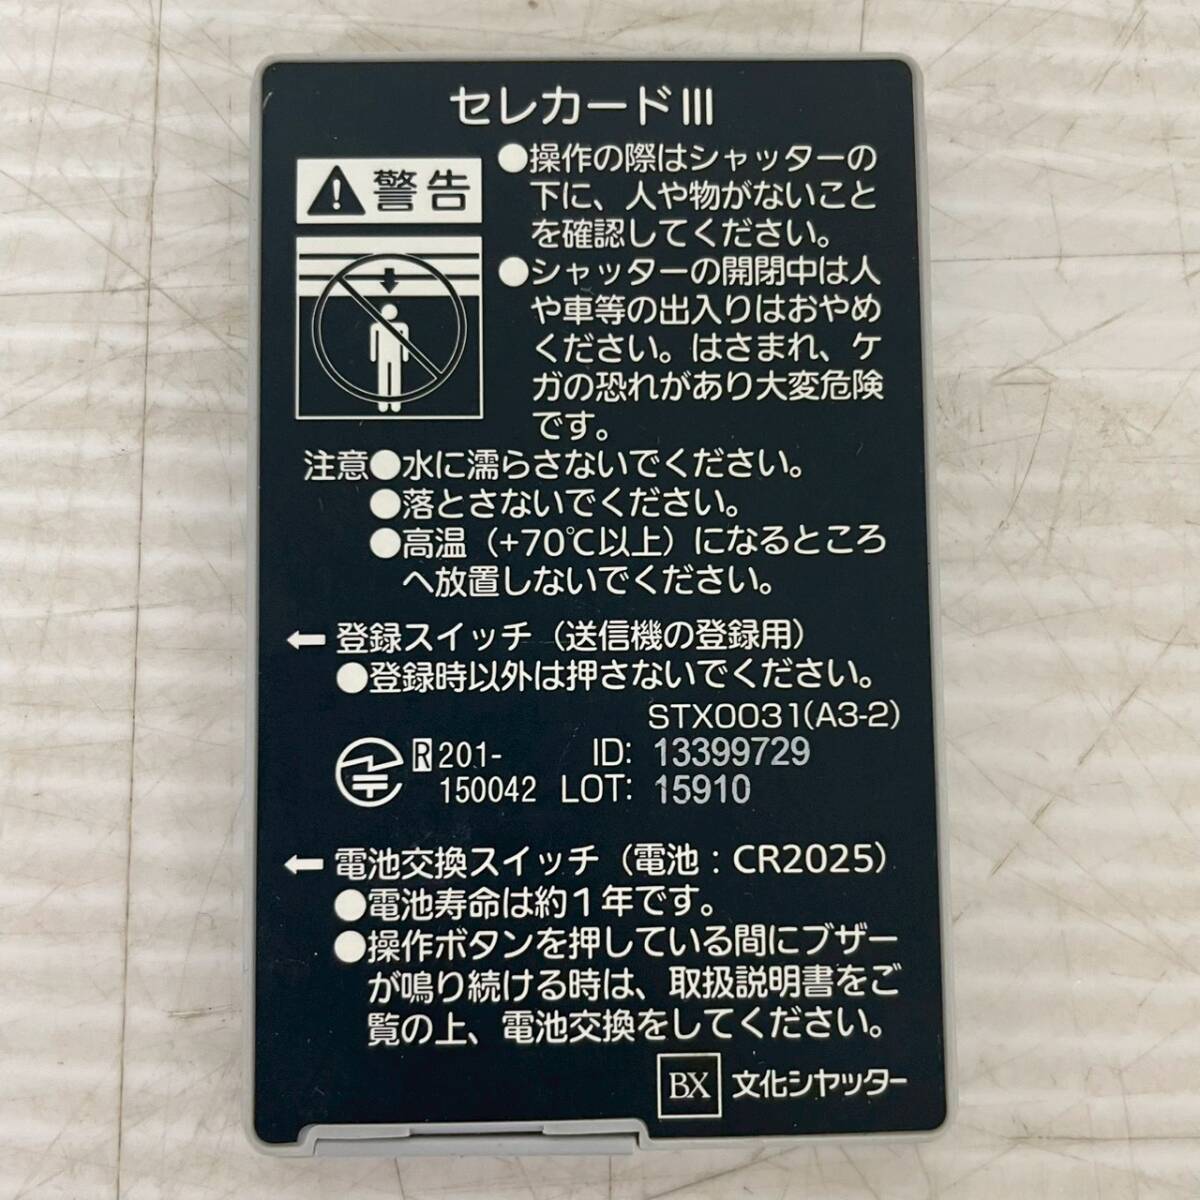 セレカードIII
警告
●操作の際はシャッターの
下に、人や物がないこと
を確認してください。
●シャッターの開閉中は人
や車等の出入りはおやめ
ください。はさまれ、ケ
ガの恐れがあり大変危険
です。
注意●水に濡らさないでください。
●落とさないでください。
●高温（+70℃以上）になるところ
へ放置しないでください。
← 登録スイッチ（送信機の登録用）
●登録時以外は押さないでください。
STX0031(A3-2)
R 201-150042
ID: 13399729
LOT: 15910
← 電池交換スイッチ（電池：CR2025）
●電池寿命は約１年です。
●操作ボタンを押している間にブザー
が鳴り続ける時は、取扱説明書をご
覧の上、電池交換をしてください。
BX 文化シヤッター